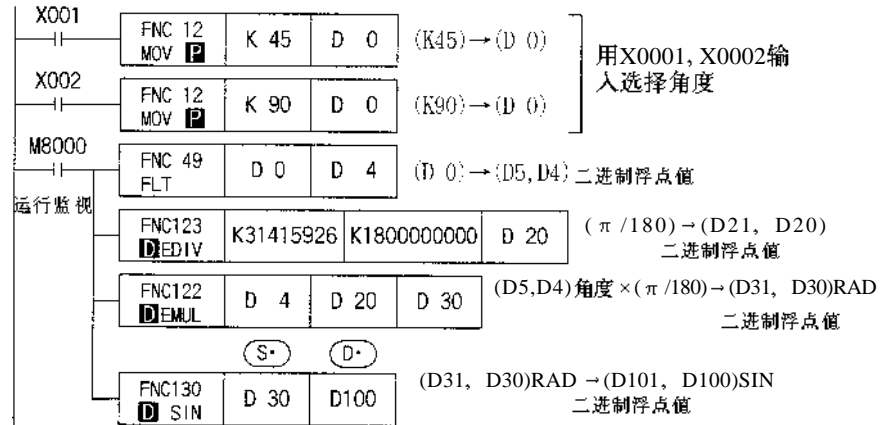 X001
FNC 12
MOV P
K 45
D 0
(K45)→(D 0)
用X0001, X0002输
入选择角度
X002
FNC 12
MOV P
K 90
D 0
(K90)→(D 0)
M8000
运行监视
FNC 49
FLT
D 0
D 4
(D 0)→(D5,D4) 二进制浮点值
FNC123
D EDIV
K31415926
K1800000000
D 20
(π/180)→(D21, D20)
二进制浮点值
FNC122
D EMUL
D 4
D 20
D 30
(D5,D4)角度×(π/180)→(D31, D30)RAD
二进制浮点值
S·
D·
FNC130
D SIN
D 30
D100
(D31, D30)RAD →(D101, D100)SIN
二进制浮点值